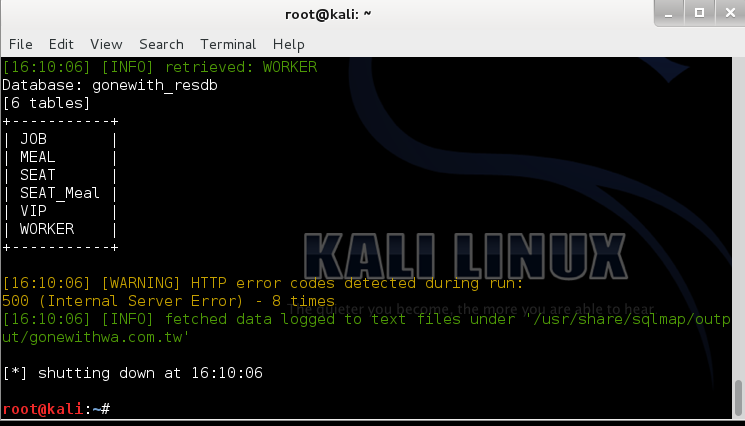 root@kali: ~
File Edit View Search Terminal Help
[16:10:06] [INFO] retrieved: WORKER
Database: gonewith_resdb
[6 tables]
+-----------+
| JOB       |
| MEAL      |
| SEAT      |
| SEAT_Meal |
| VIP       |
| WORKER    |
+-----------+
KALI LINUX
[16:10:06] [WARNING] HTTP error codes detected during run:
500 (Internal Server Error) - 8 times
The quieter you become, the more you are able to hear
[16:10:06] [INFO] fetched data logged to text files under '/usr/share/sqlmap/outp
ut/gonewithwa.com.tw'
[*] shutting down at 16:10:06
root@kali:~#